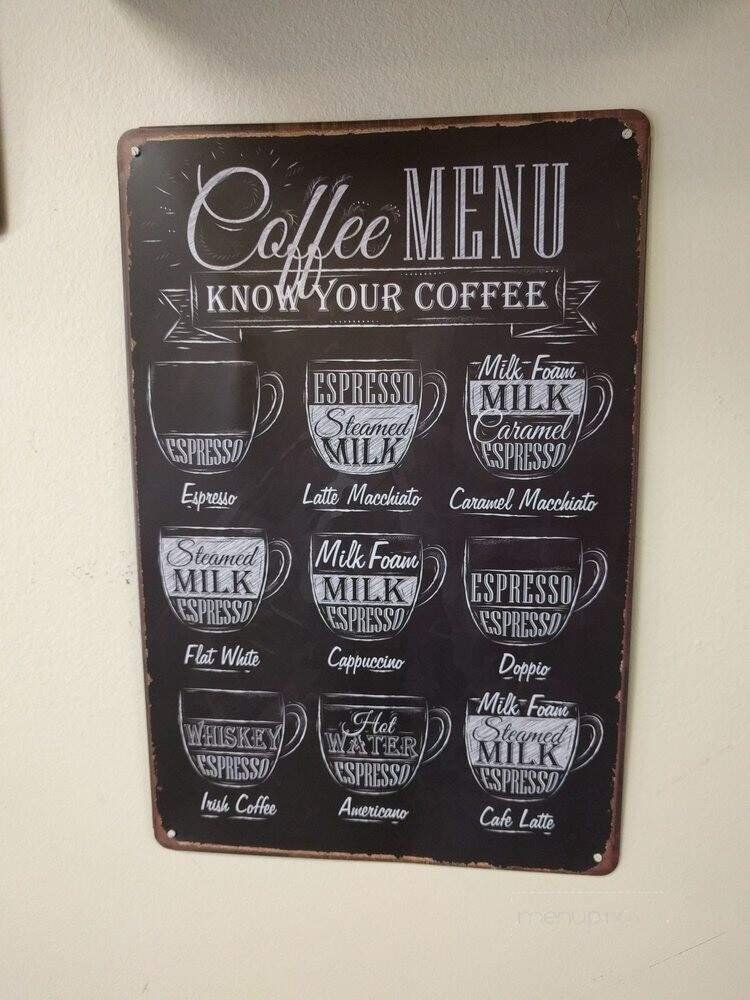 Coffee MENU
KNOW YOUR COFFEE
ESPRESSO
Espresso
ESPRESSO
Steamed
MILK
Latte Macchiato
Milk Foam
MILK
Caramel
ESPRESSO
Caramel Macchiato
Steamed
MILK
ESPRESSO
Flat White
Milk Foam
MILK
ESPRESSO
Cappuccino
ESPRESSO
ESPRESSO
Doppio
WHISKEY
ESPRESSO
Irish Coffee
Hot
WATER
ESPRESSO
Americano
Milk Foam
Steamed
MILK
ESPRESSO
Cafe Latte